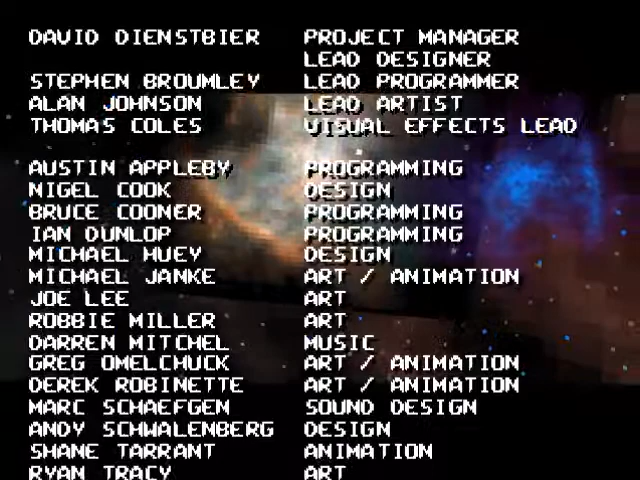 DAVID DIENSTBIER PROJECT MANAGER
LEAD DESIGNER
STEPHEN BROUMLEY LEAD PROGRAMMER
ALAN JOHNSON LEAD ARTIST
THOMAS COLES VISUAL EFFECTS LEAD
AUSTIN APPLEBY PROGRAMMING
NIGEL COOK DESIGN
BRUCE COONER PROGRAMMING
IAN DUNLOP PROGRAMMING
MICHAEL HUEY DESIGN
MICHAEL JANKE ART / ANIMATION
JOE LEE ART
ROBBIE MILLER ART
DARREN MITCHEL MUSIC
GREG OMELCHUCK ART / ANIMATION
DEREK ROBINETTE ART / ANIMATION
MARC SCHAEFGEN SOUND DESIGN
ANDY SCHWALENBERG DESIGN
SHANE TARRANT ANIMATION
RYAN TRACY ART